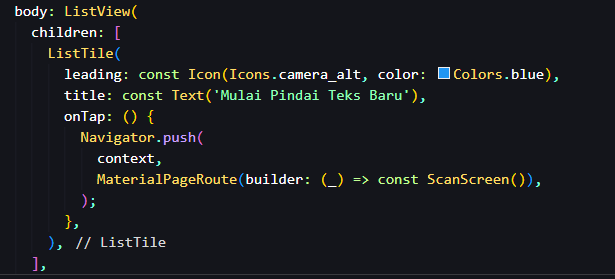 body: ListView(
children: [
ListTile(
leading: const Icon(Icons.camera_alt, color: Colors.blue),
title: const Text('Mulai Pindai Teks Baru'),
onTap: () {
Navigator.push(
context,
MaterialPageRoute(builder: (_) => const ScanScreen()),
);
},
), // ListTile
],